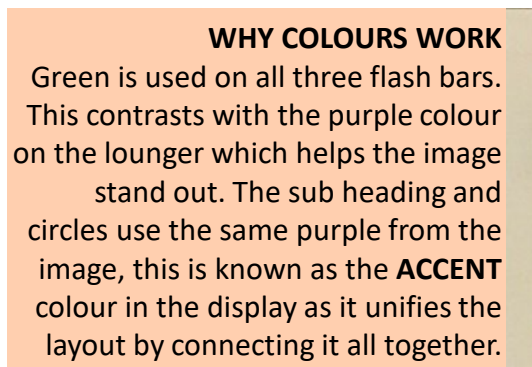 WHY COLOURS WORK
Green is used on all three flash bars.
This contrasts with the purple colour
on the lounger which helps the image
stand out. The sub heading and
circles use the same purple from the
image, this is known as the ACCENT
colour in the display as it unifies the
layout by connecting it all together.